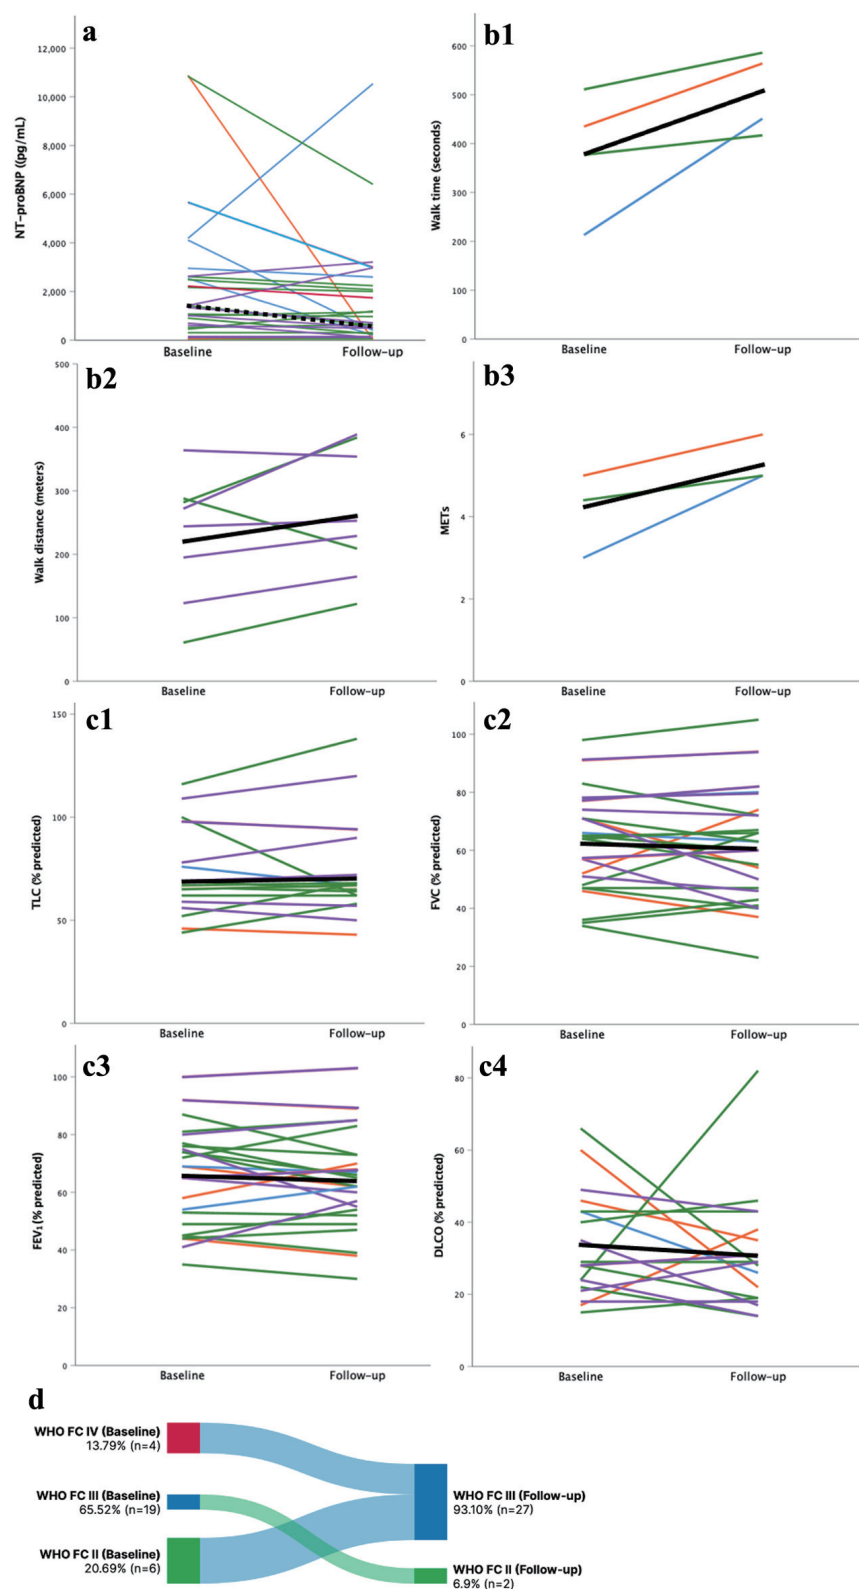 a
12,000
10,000
8,000
6,000
4,000
2,000
0
NT-proBNP ((pg/mL)
Baseline
Follow-up
b1
600
500
400
300
200
100
0
Walk time (seconds)
Baseline
Follow-up
b2
500
400
300
200
100
0
Walk distance (meters)
Baseline
Follow-up
b3
6
4
2
0
METs
Baseline
Follow-up
c1
150
100
50
0
TLC (% predicted)
Baseline
Follow-up
c2
100
80
60
40
20
0
FVC (% predicted)
Baseline
Follow-up
c3
100
80
60
40
20
0
FEV₁ (% predicted)
Baseline
Follow-up
c4
80
60
40
20
0
DLCO (% predicted)
Baseline
Follow-up
d
WHO FC IV (Baseline)
13.79% (n=4)
WHO FC III (Baseline)
65.52% (n=19)
WHO FC II (Baseline)
20.69% (n=6)
WHO FC III (Follow-up)
93.10% (n=27)
WHO FC II (Follow-up)
6.9% (n=2)